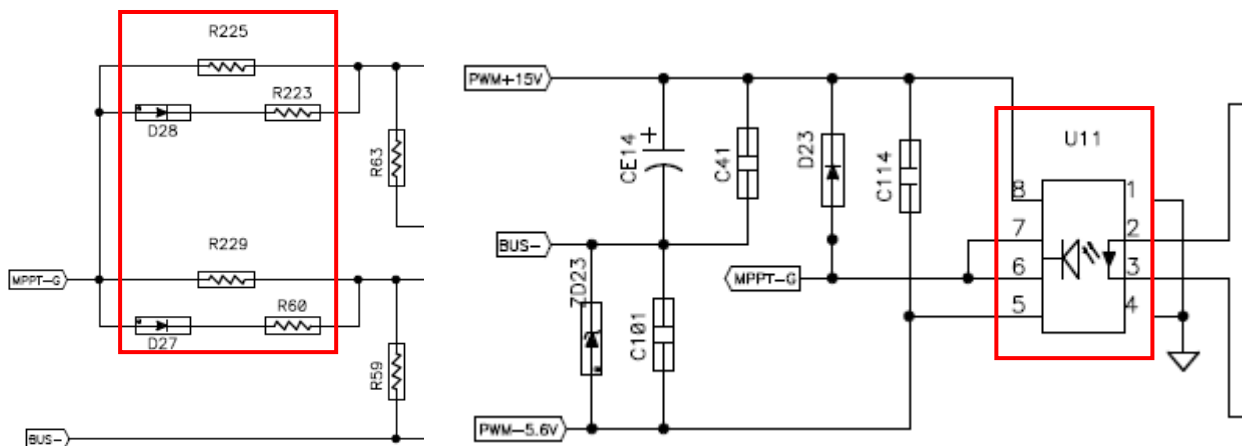 R225
R223
D28
R63
R229
MPPT-G
R60
D27
R59
BUS-
PWM+15V
CE14
+
C41
D23
C114
U11
8
1
7
2
BUS-
6
3
MPPT-G
5
4
ZD23
C101
PWM-5.6V